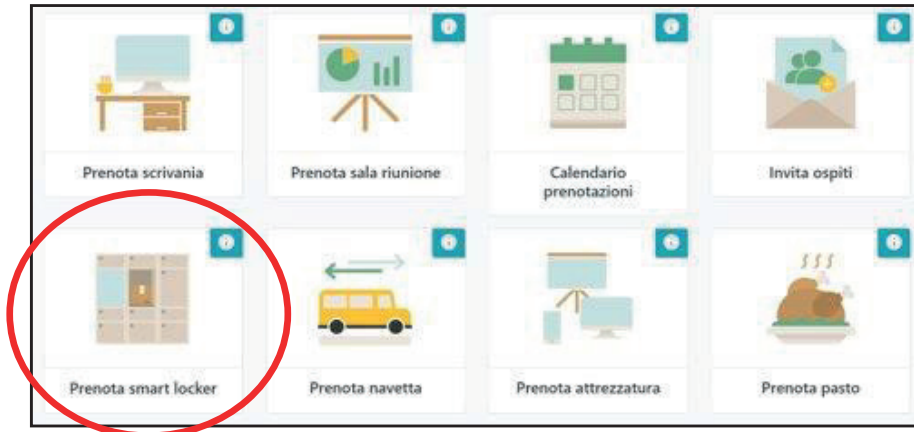 Prenota scrivania
Prenota sala riunione
Calendario
prenotazioni
Invita ospiti
Prenota smart locker
Prenota navetta
Prenota attrezzatura
Prenota pasto